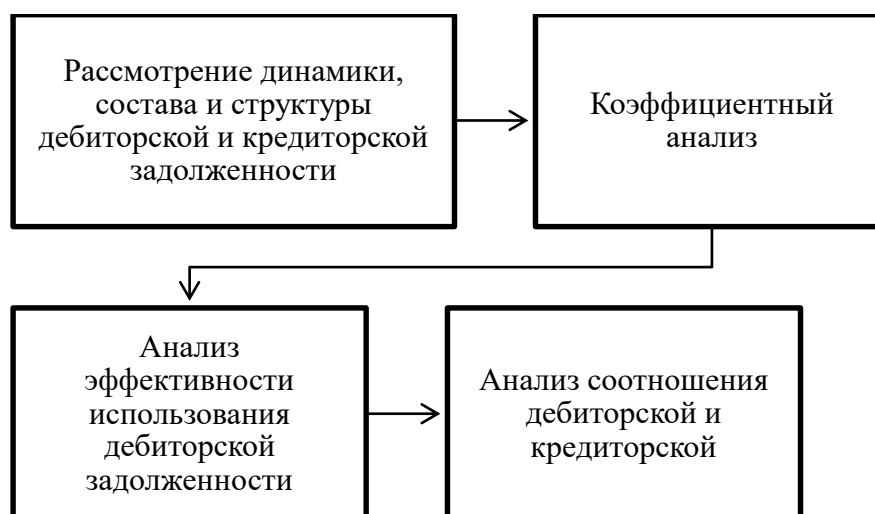 Рассмотрение динамики,
состава и структуры
дебиторской и кредиторской
задолженности
Коэффициентный
анализ
Анализ
эффективности
использования
дебиторской
задолженности
Анализ соотношения
дебиторской и
кредиторской